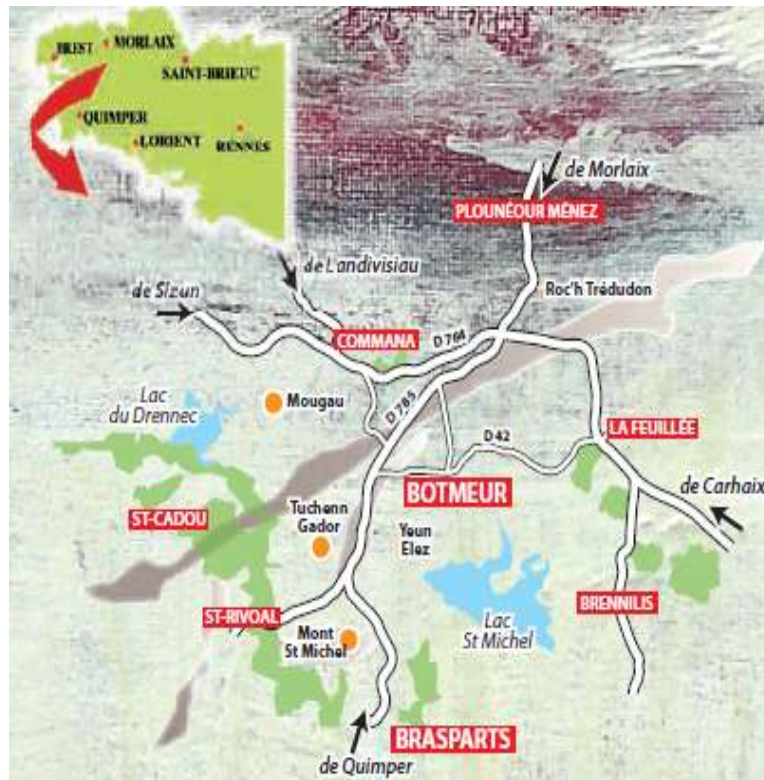 BREST
MORLAIX
SAINT-BRIEUC
QUIMPER
LORIENT
RENNES
de Morlaix
PLOUNÉOUR MÉNEZ
de Landivisiau
de Sizun
Roc'h Trédudon
COMMANA
D 764
Lac
du Drennec
Mougau
D 785
LA FEUILLÉE
D 42
BOTMEUR
de Carhaix
ST-CADOU
Tuchenn
Gador
Yeun
Elez
ST-RIVOAL
Lac
St Michel
BRENNILIS
Mont
St Michel
BRASPARTS
de Quimper